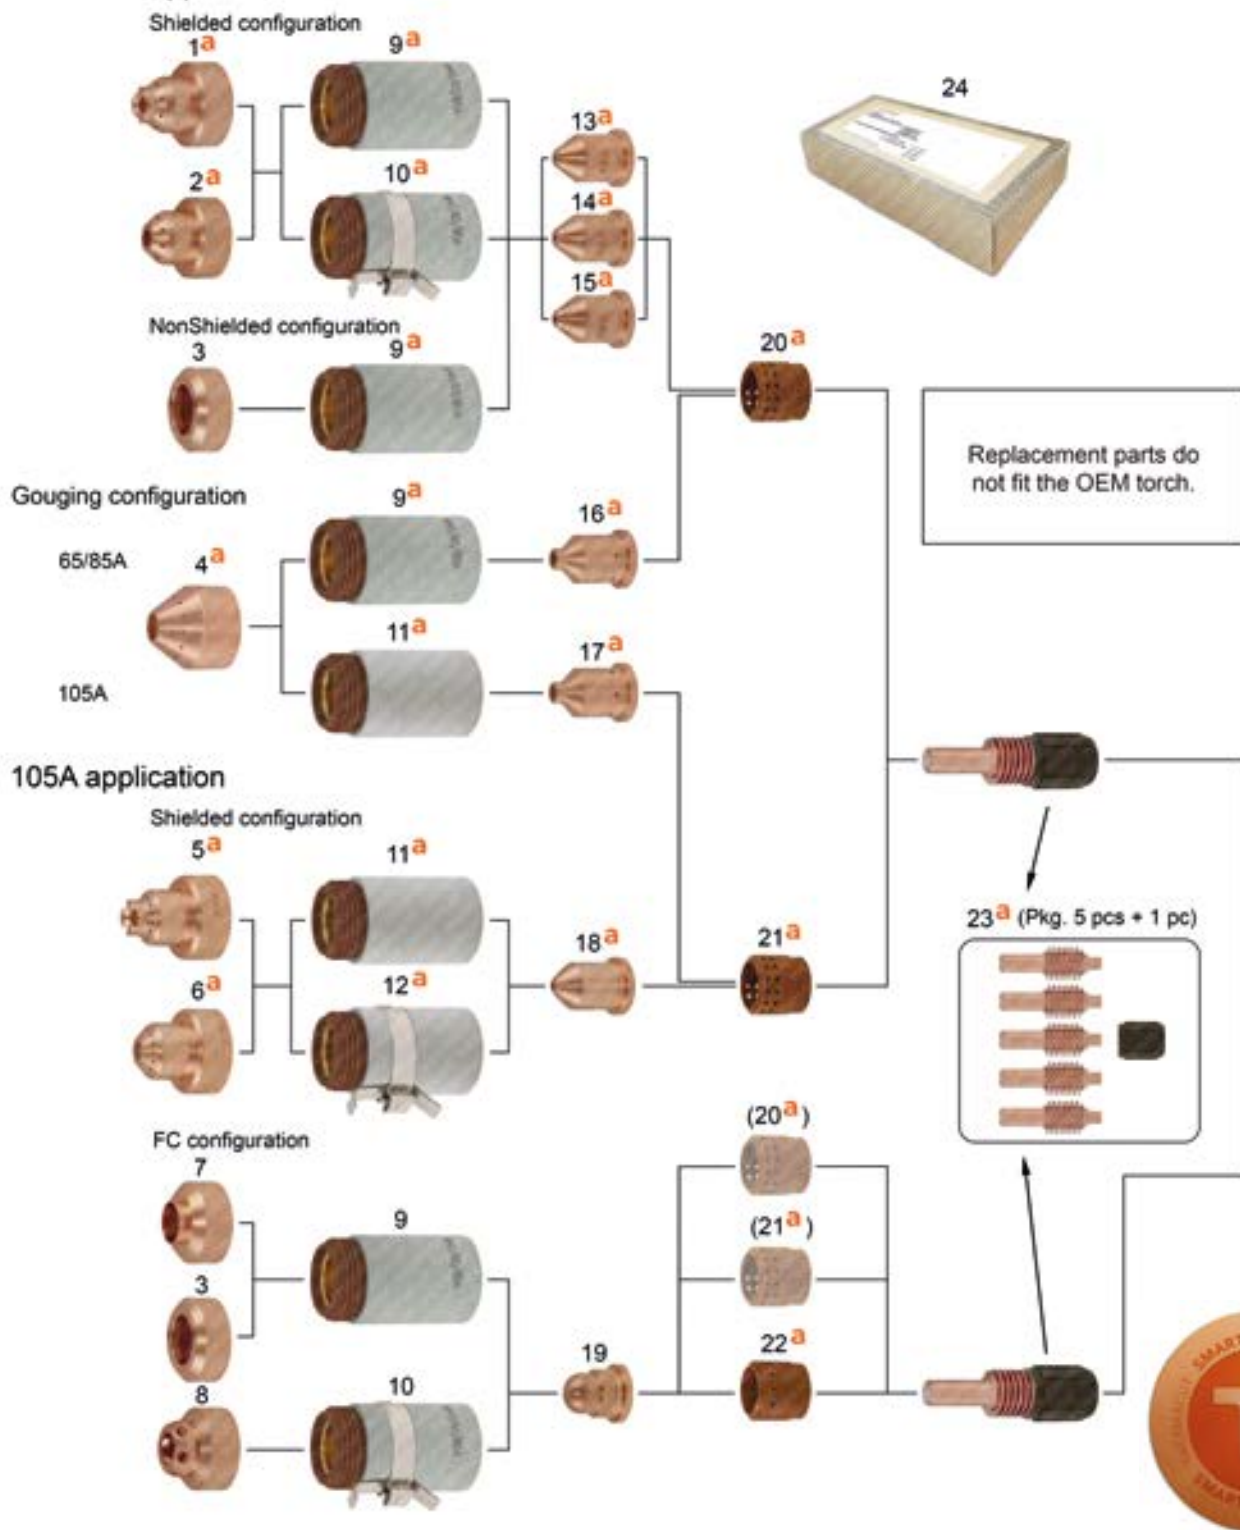 Shielded configuration
1a
9a
24
13a
2a
10a
14a
15a
NonShielded configuration
3
9a
20a
Replacement parts do
not fit the OEM torch.
Gouging configuration
9a
16a
65/85A
4a
11a
17a
105A
105A application
Shielded configuration
5a
11a
23a (Pkg. 5 pcs + 1 pc)
18a
21a
6a
12a
(20a)
FC configuration
7
9
(21a)
3
19
22a
8
10